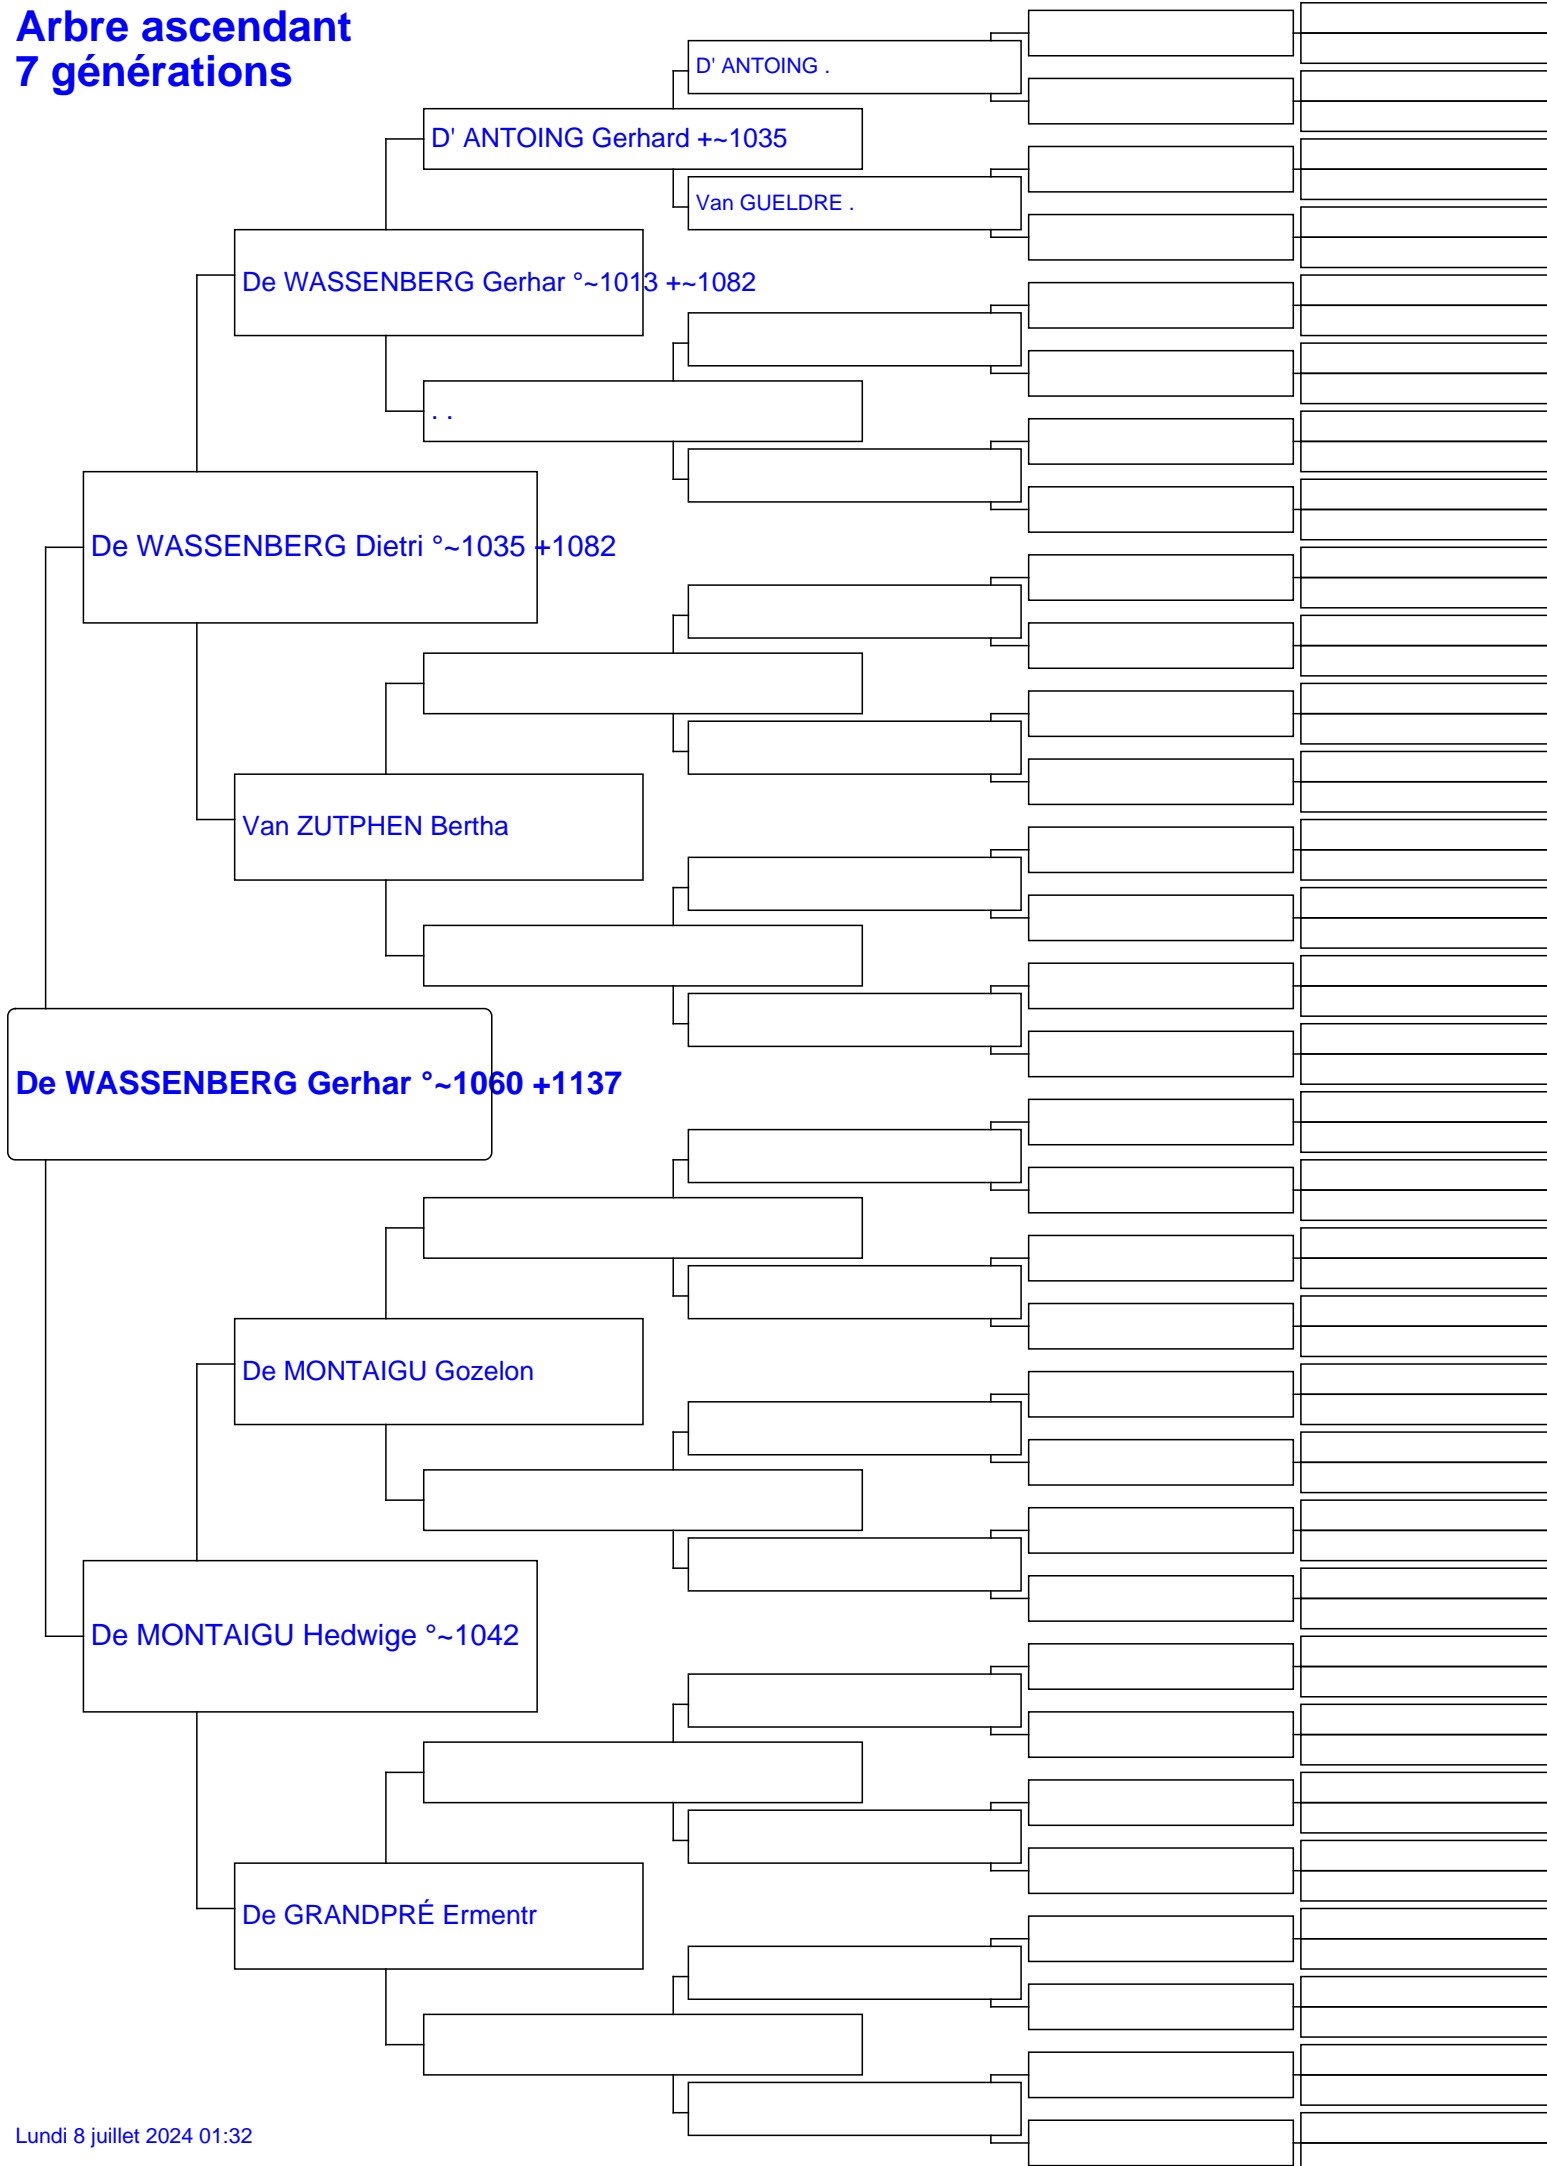 Arbre ascendant
7 générations
D' ANTOING .
D' ANTOING Gerhard +~1035
Van GUELDRE .
De WASSENBERG Gerhar °~1013 +~1082
. .
De WASSENBERG Dietri °~1035 +1082
Van ZUTPHEN Bertha
De WASSENBERG Gerhar °~1060 +1137
De MONTAIGU Gozelon
De MONTAIGU Hedwige °~1042
De GRANDPRÉ Ermentr
Lundi 8 juillet 2024 01:32